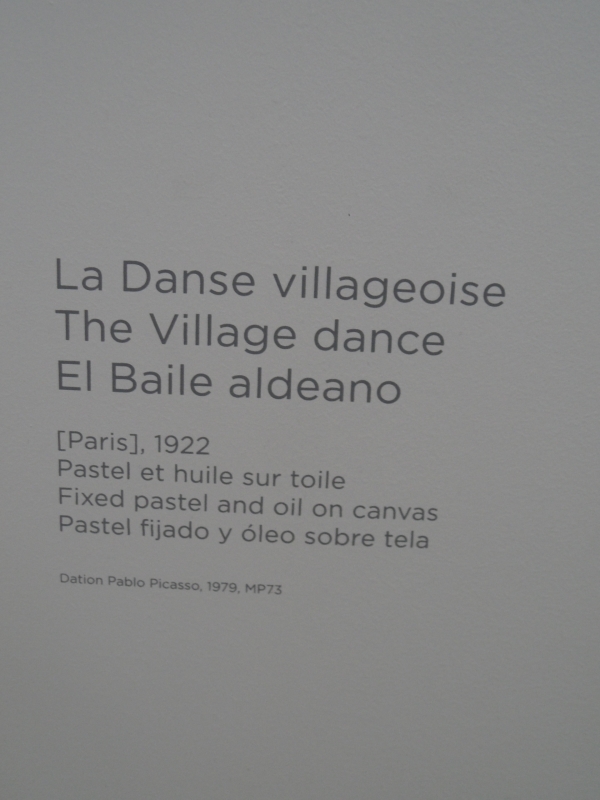 La Danse villageoise
The Village dance
El Baile aldeano
[Paris], 1922
Pastel et huile sur toile
Fixed pastel and oil on canvas
Pastel fijado y óleo sobre tela
Dation Pablo Picasso, 1979, MP73